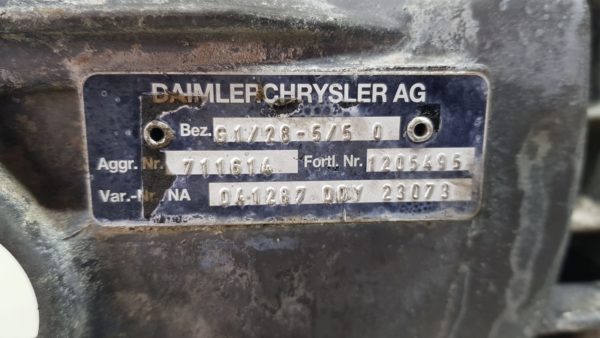 DAIMLERCHRYSLER AG
Bez. G1/28-5/5 0
Aggr. Nr. 711614 Fortl. Nr. 1205495
Var.-Nr./NA 041287 00Y 23073